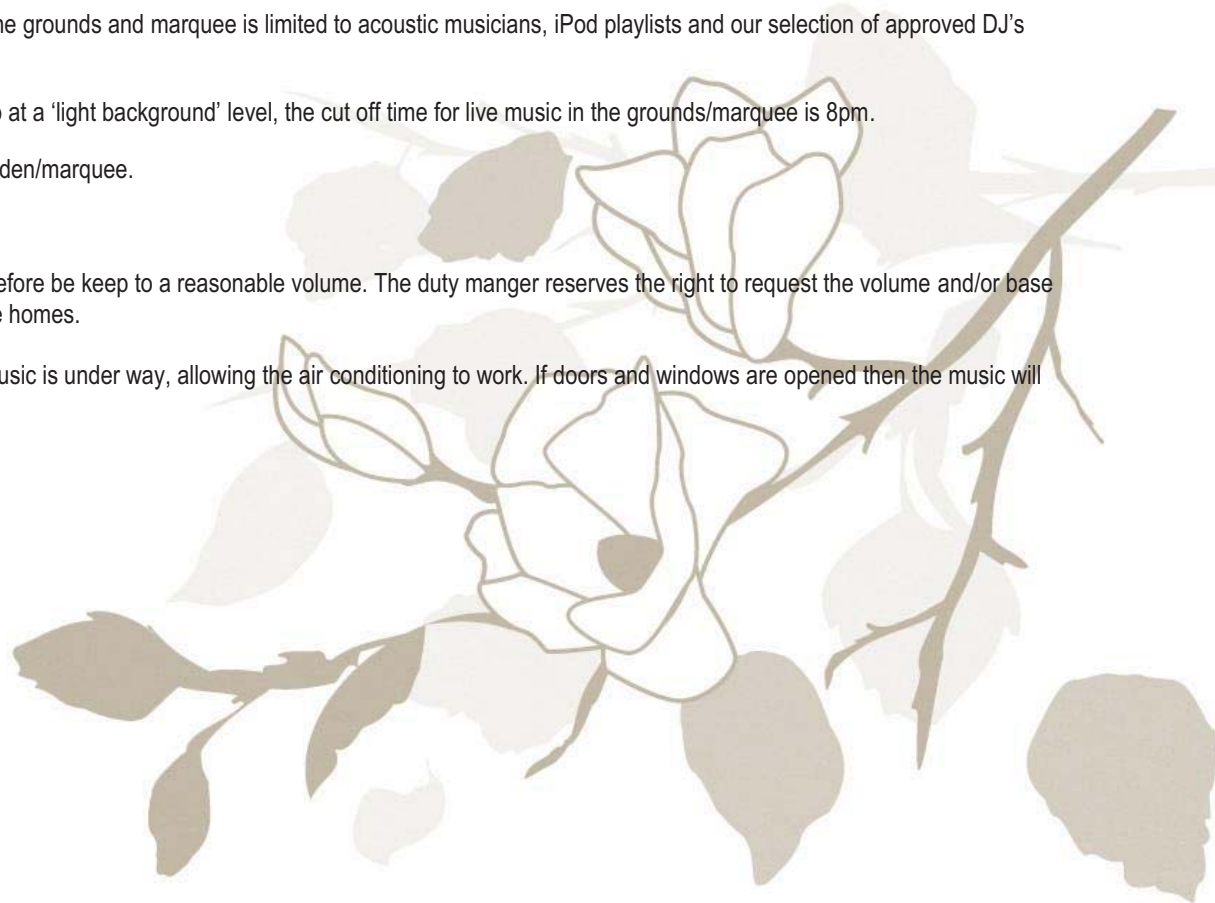 he grounds and marquee is limited to acoustic musicians, iPod playlists and our selection of approved DJ’s
at a ‘light background’ level, the cut off time for live music in the grounds/marquee is 8pm.
den/marquee.
efore be keep to a reasonable volume. The duty manger reserves the right to request the volume and/or base
homes.
usic is under way, allowing the air conditioning to work. If doors and windows are opened then the music will